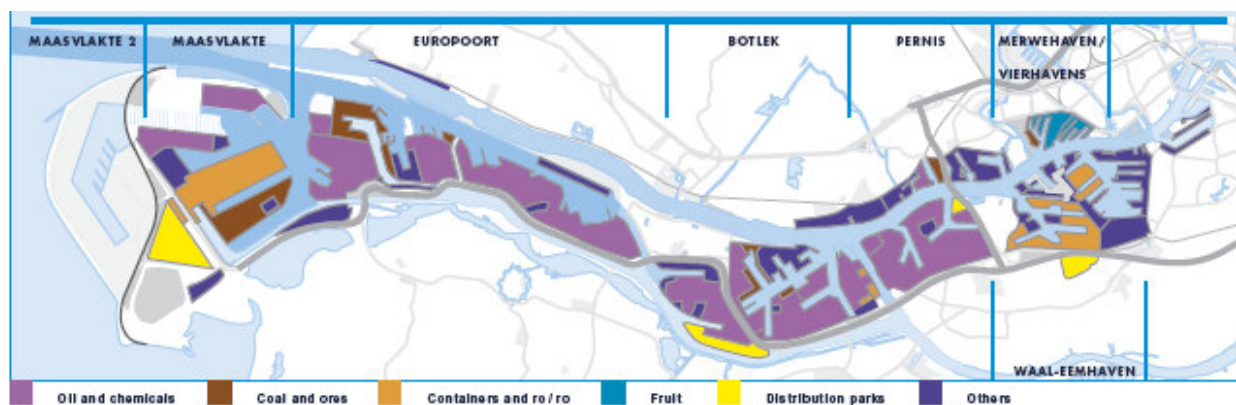 MAASVLAKTE 2
MAASVLAKTE
EUROPOORT
BOTLEK
PERNIS
MERWEHAVEN/
VIERHAVENS
WAAL-EEMHAVEN
Oil and chemicals
Coal and ores
Containers and ro/ro
Fruit
Distribution parks
Others